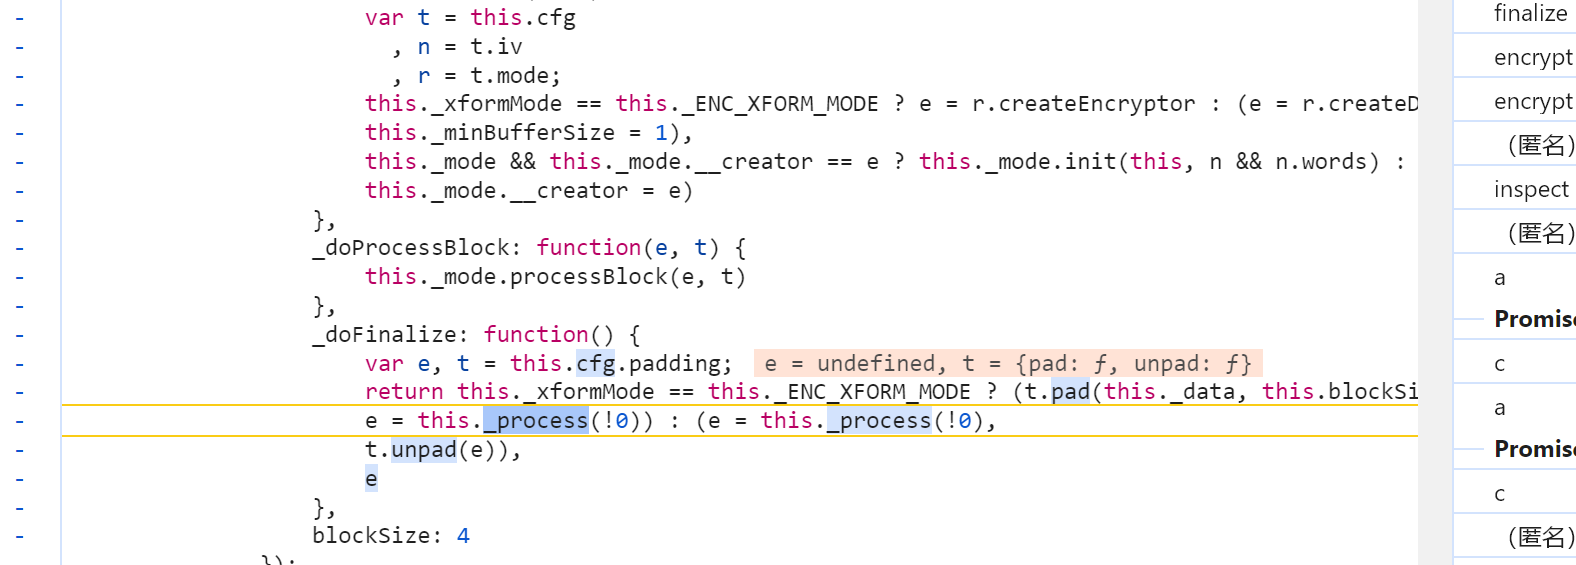 var t = this.cfg
, n = t.iv
, r = t.mode;
this._xformMode == this._ENC_XFORM_MODE ? e = r.createEncryptor : (e = r.createD
this._minBufferSize = 1),
this._mode && this._mode.__creator == e ? this._mode.init(this, n && n.words) :
this._mode.__creator = e)
},
_doProcessBlock: function(e, t) {
this._mode.processBlock(e, t)
},
_doFinalize: function() {
var e, t = this.cfg.padding; e = undefined, t = {pad: ƒ, unpad: ƒ}
return this._xformMode == this._ENC_XFORM_MODE ? (t.pad(this._data, this.blockSi
e = this._process(!0)) : (e = this._process(!0),
t.unpad(e)),
e
},
blockSize: 4
});
finalize
encrypt
encrypt
(匿名)
inspect
(匿名)
a
Promise
c
a
Promise
c
(匿名)